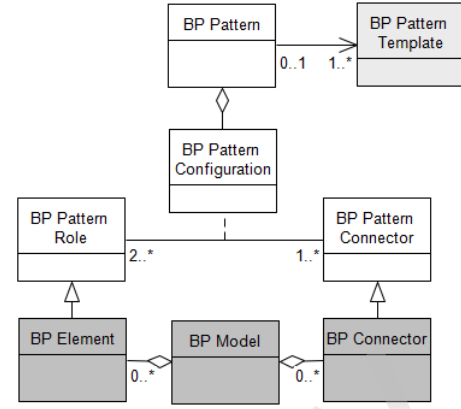 BP Pattern
BP Pattern
Template
0..1
1..*
BP Pattern
Configuration
BP Pattern
Role
BP Pattern
Connector
2..*
1..*
BP Element
BP Model
BP Connector
0..*
0..*